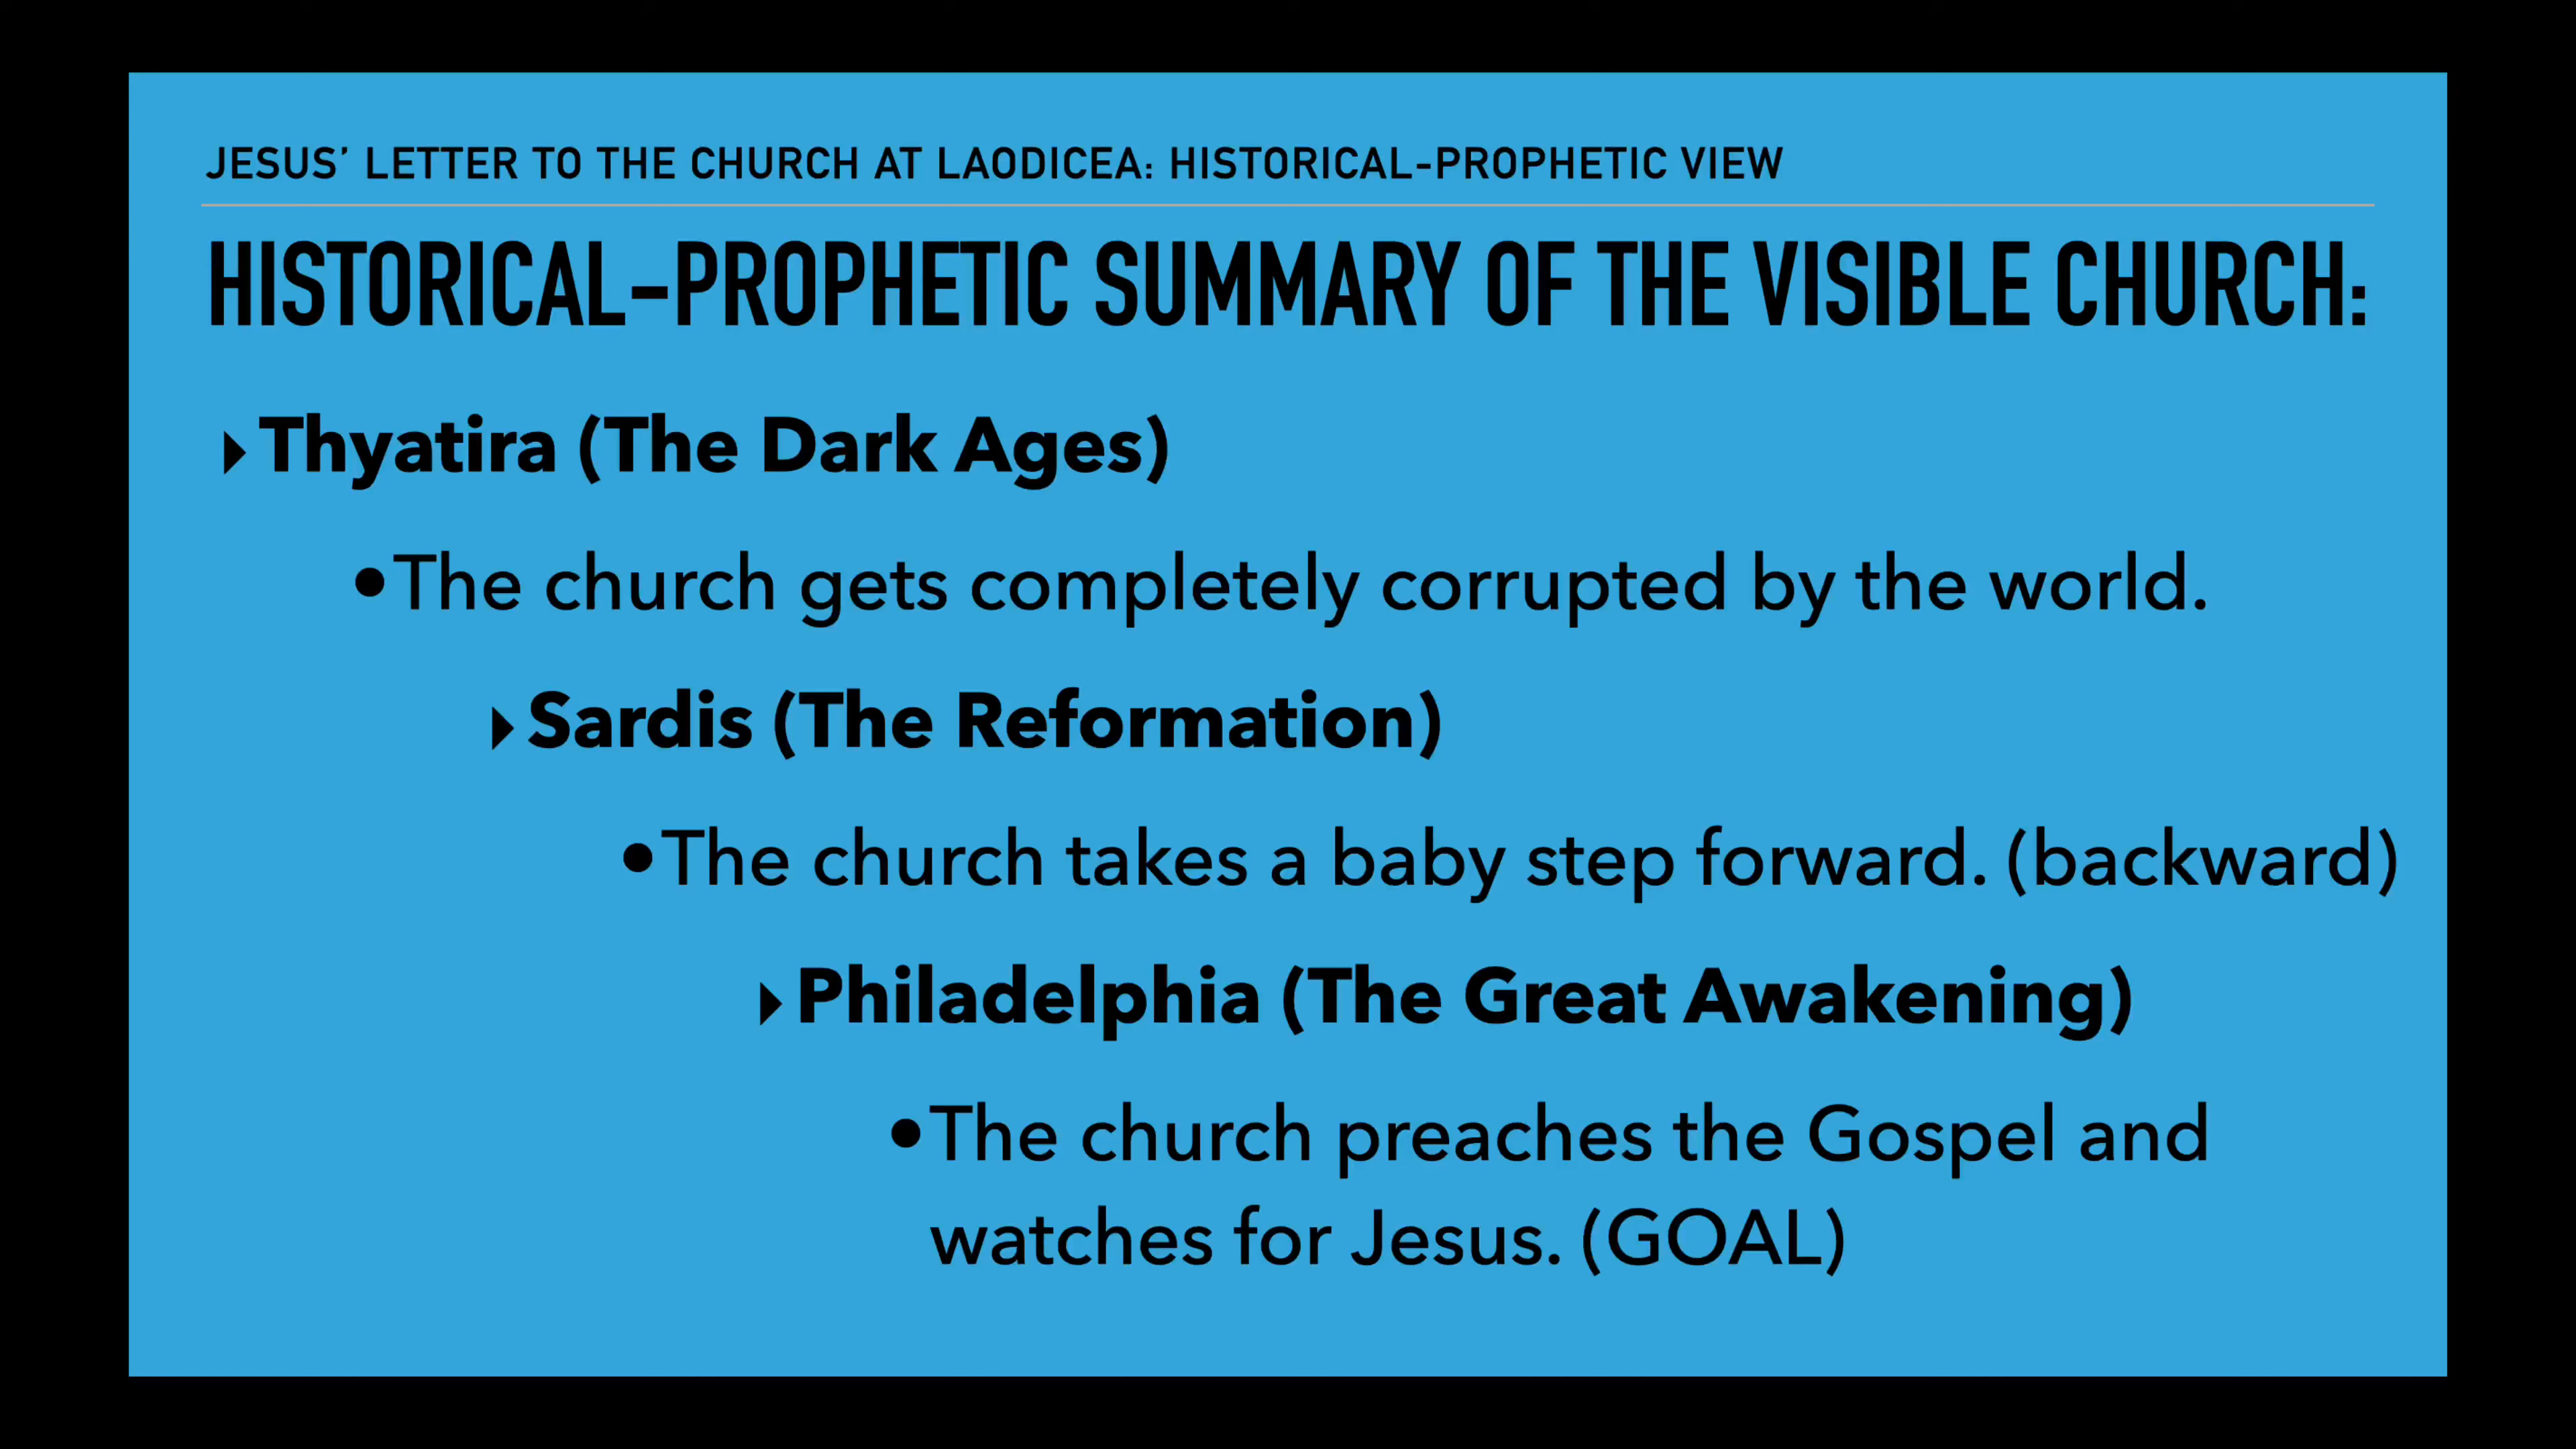 JESUS’ LETTER TO THE CHURCH AT LAODICEA: HISTORICAL-PROPHETIC VIEW
HISTORICAL-PROPHETIC SUMMARY OF THE VISIBLE CHURCH:
▸Thyatira (The Dark Ages)
•The church gets completely corrupted by the world.
▸Sardis (The Reformation)
•The church takes a baby step forward. (backward)
▸Philadelphia (The Great Awakening)
•The church preaches the Gospel and
watches for Jesus. (GOAL)